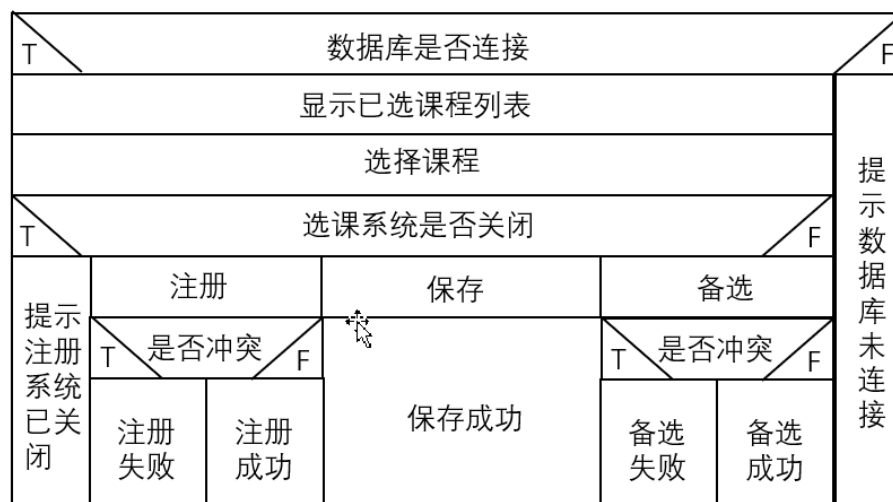 T
数据库是否连接
F
显示已选课程列表
选择课程
T
选课系统是否关闭
F
提示
注册
系统
已关
闭
注册
保存
备选
T
是否冲突
F
T
是否冲突
F
注册
失败
注册
成功
保存成功
备选
失败
备选
成功
提
示
数
据
库
未
连
接